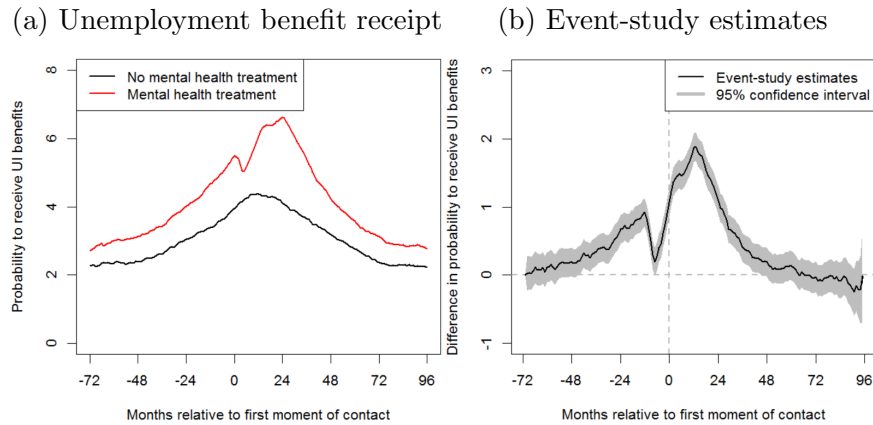 (a) Unemployment benefit receipt
Probability to receive UI benefits
8
6
4
2
0
No mental health treatment
Mental health treatment
-72
-48
-24
0
24
48
72
96
Months relative to first moment of contact
(b) Event-study estimates
Difference in probability to receive UI benefits
3
2
1
0
-1
Event-study estimates
95% confidence interval
-72
-48
-24
0
24
48
72
96
Months relative to first moment of contact